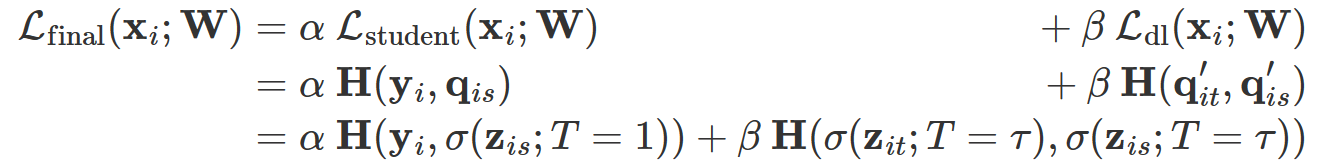 ℒ_final(𝐱_i; 𝐖) = α ℒ_student(𝐱_i; 𝐖) + β ℒ_dl(𝐱_i; 𝐖)
= α 𝐇(𝐲_i, 𝐪_is) + β 𝐇(𝐪′_it, 𝐪′_is)
= α 𝐇(𝐲_i, σ(𝐳_is; T = 1)) + β 𝐇(σ(𝐳_it; T = τ), σ(𝐳_is; T = τ))